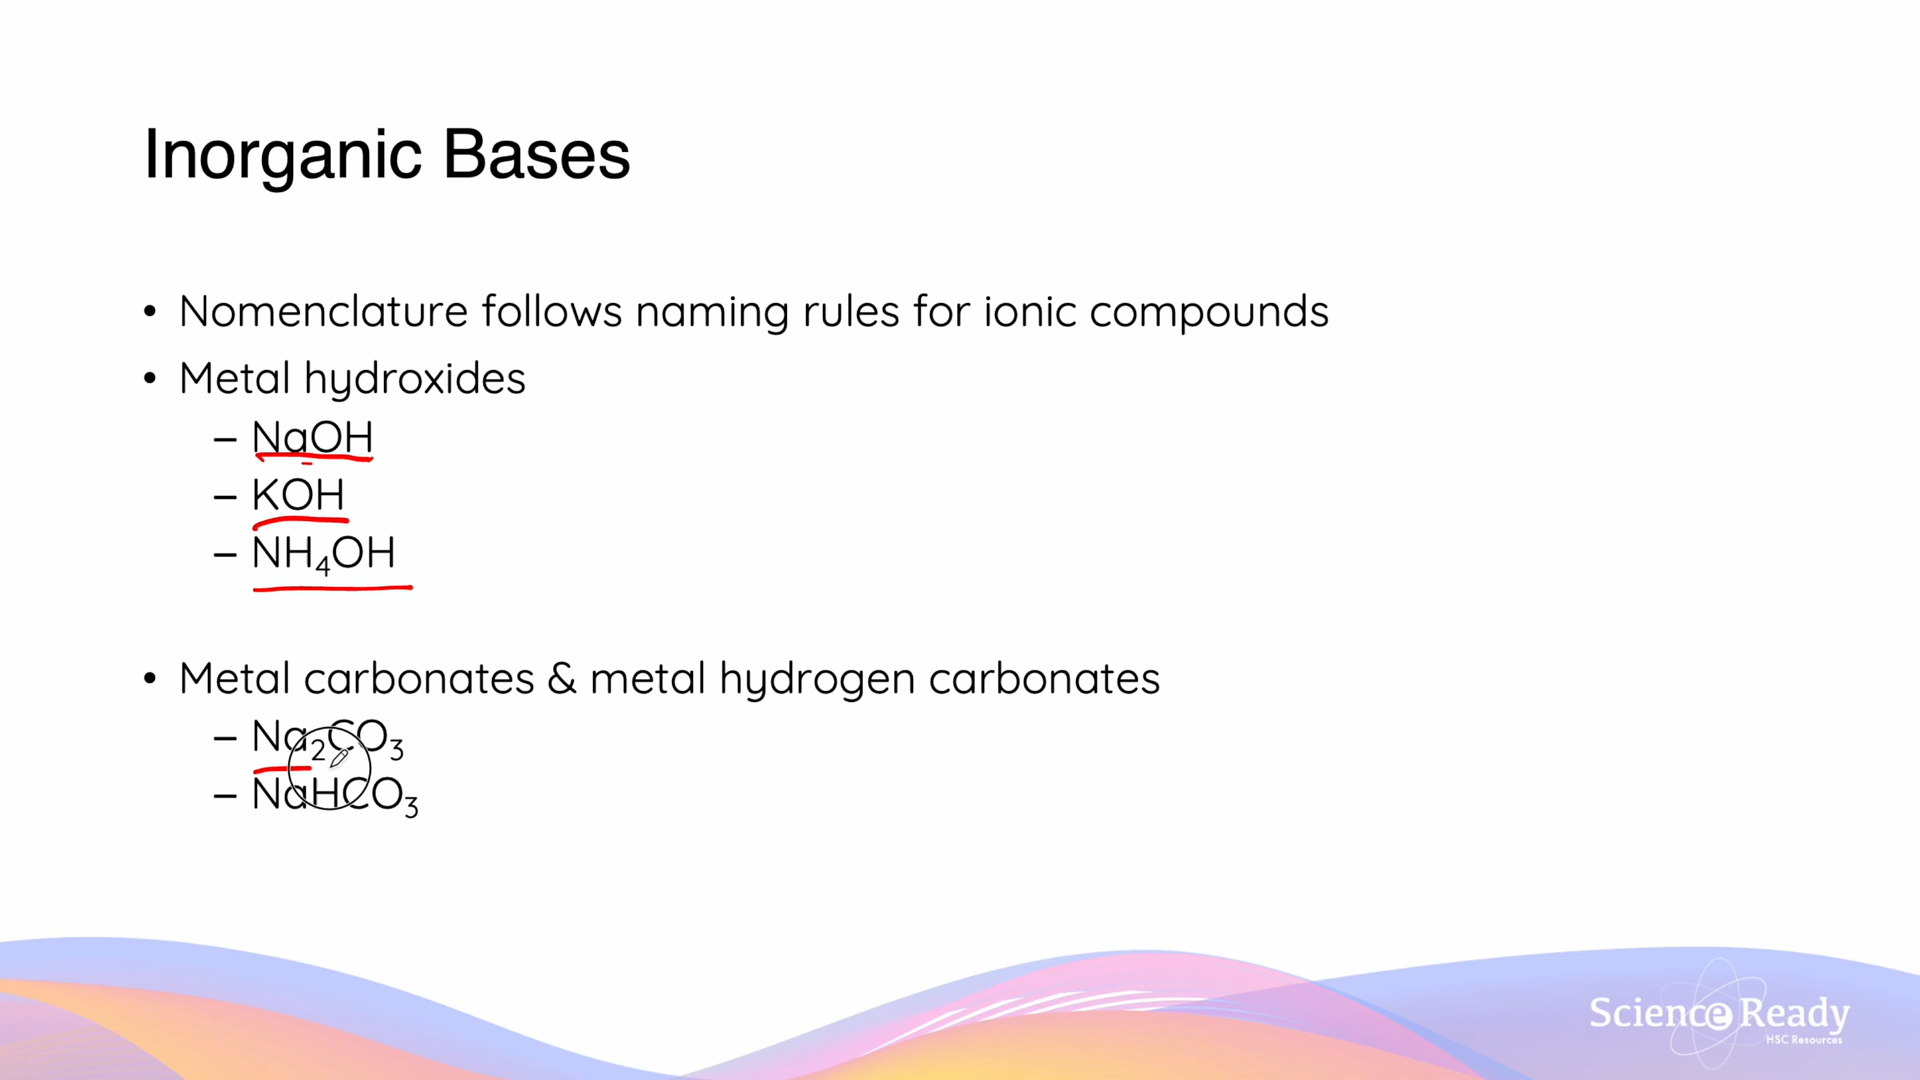 Inorganic Bases
• Nomenclature follows naming rules for ionic compounds
• Metal hydroxides
– NaOH
– KOH
– NH₄OH
• Metal carbonates & metal hydrogen carbonates
– Na₂CO₃
– NaHCO₃
Science Ready
HSC Resources